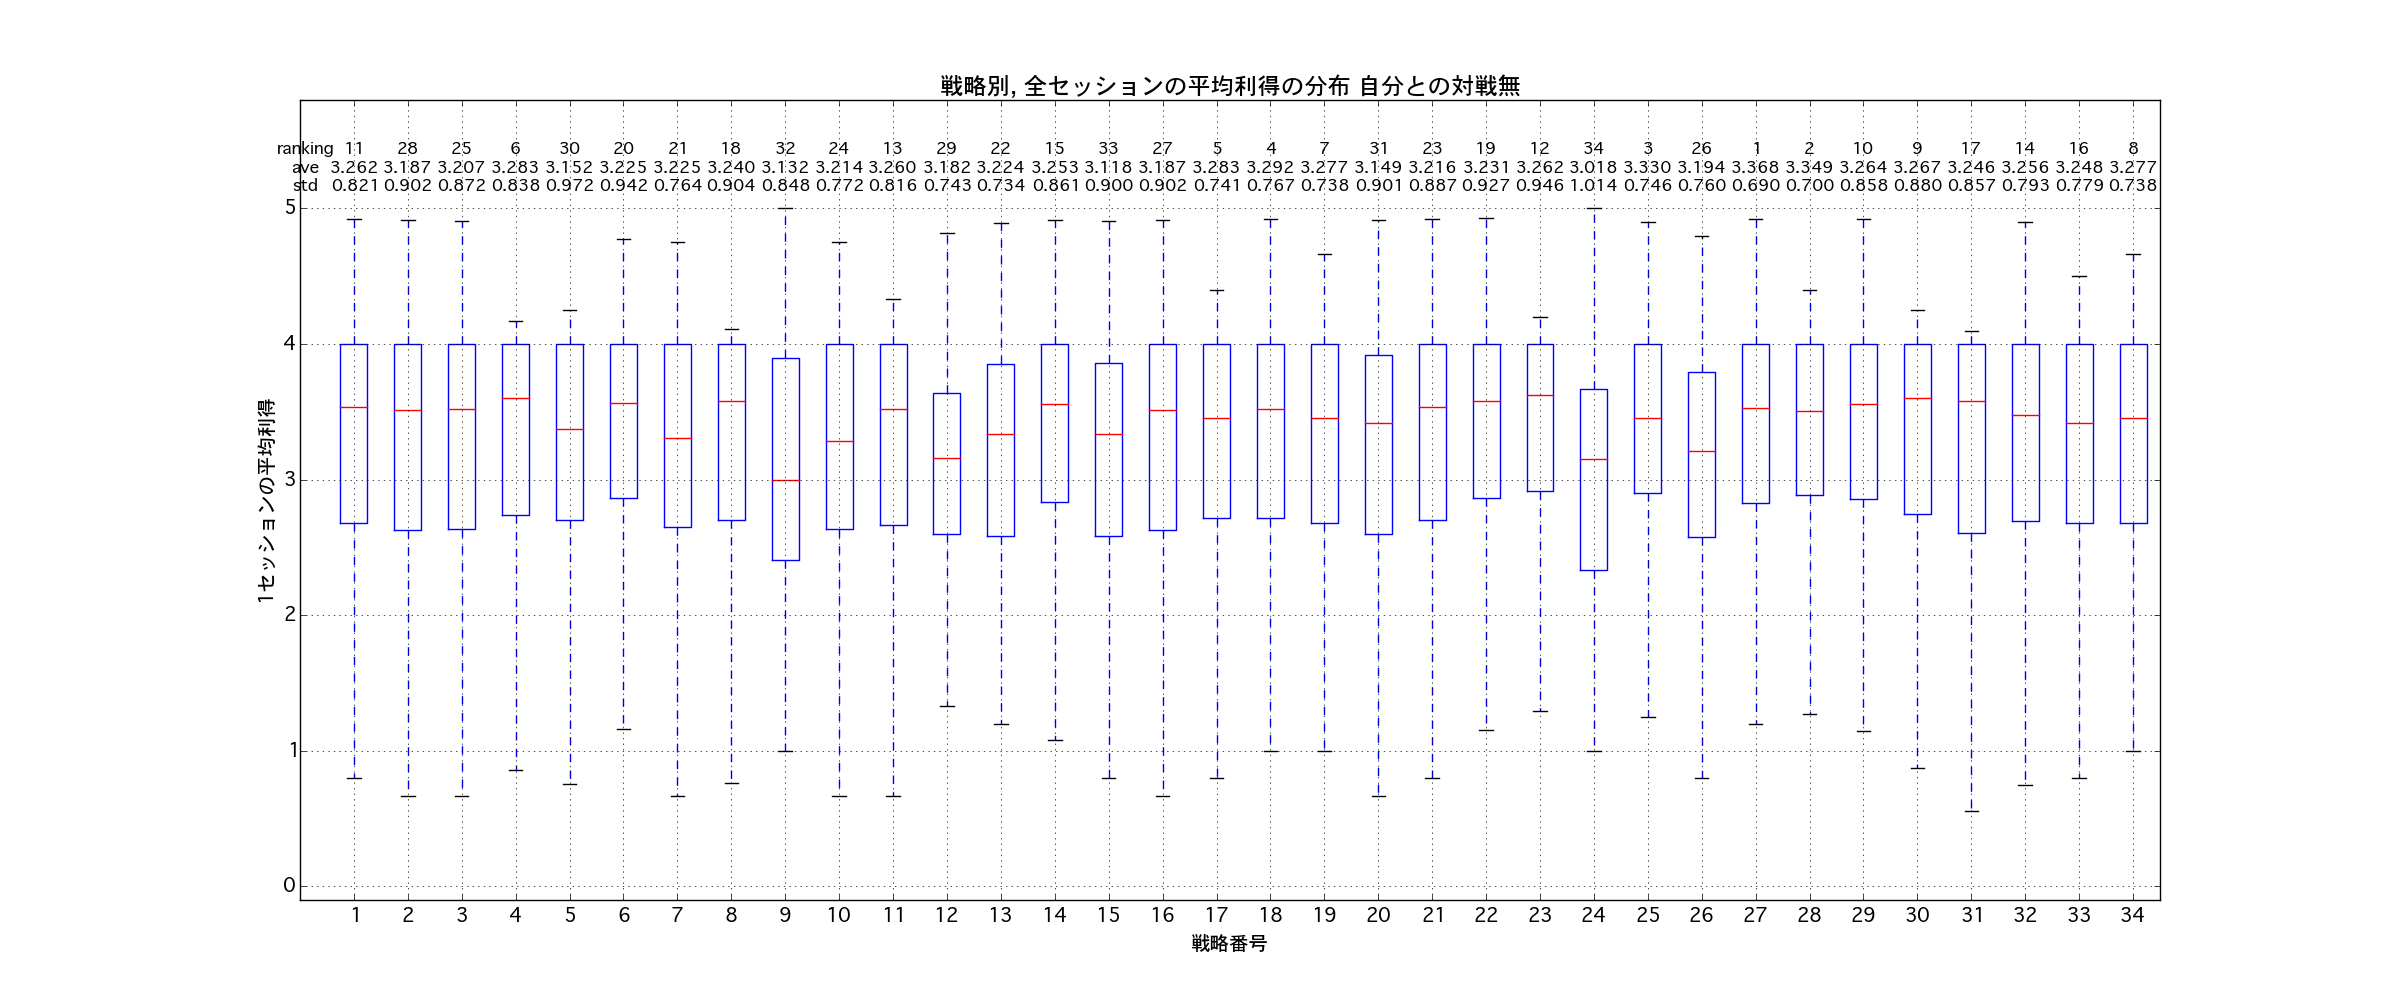 戦略別, 全セッションの平均利得の分布 自分との対戦無
ranking 11 28 25 6 30 20 21 18 32 24 13 29 22 15 33 27 5 4 7 31 23 19 12 34 3 26 1 2 10 9 17 14 16 8
ave 3.262 3.187 3.207 3.283 3.152 3.225 3.225 3.240 3.132 3.214 3.260 3.182 3.224 3.253 3.118 3.187 3.283 3.292 3.277 3.149 3.216 3.231 3.262 3.018 3.330 3.194 3.368 3.349 3.264 3.267 3.246 3.256 3.248 3.277
std 0.821 0.902 0.872 0.838 0.972 0.942 0.764 0.904 0.848 0.772 0.816 0.743 0.734 0.861 0.900 0.902 0.741 0.767 0.738 0.901 0.887 0.927 0.946 1.014 0.746 0.760 0.690 0.700 0.858 0.880 0.857 0.793 0.779 0.738
5
4
3
2
1
0
1セッションの平均利得
1 2 3 4 5 6 7 8 9 10 11 12 13 14 15 16 17 18 19 20 21 22 23 24 25 26 27 28 29 30 31 32 33 34
戦略番号